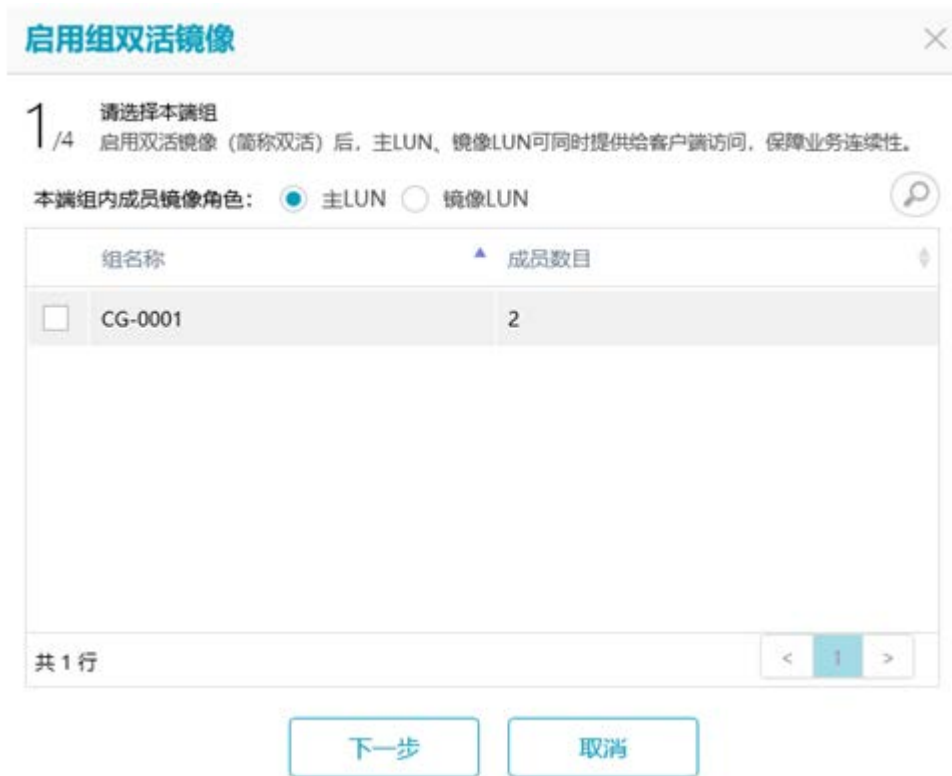 启用组双活镜像
1/4 请选择本端组
启用双活镜像（简称双活）后，主LUN、镜像LUN可同时提供给客户端访问，保障业务连续性。
本端组内成员镜像角色： 主LUN 镜像LUN
组名称 成员数目
CG-0001 2
共 1 行 < 1 >
下一步 取消